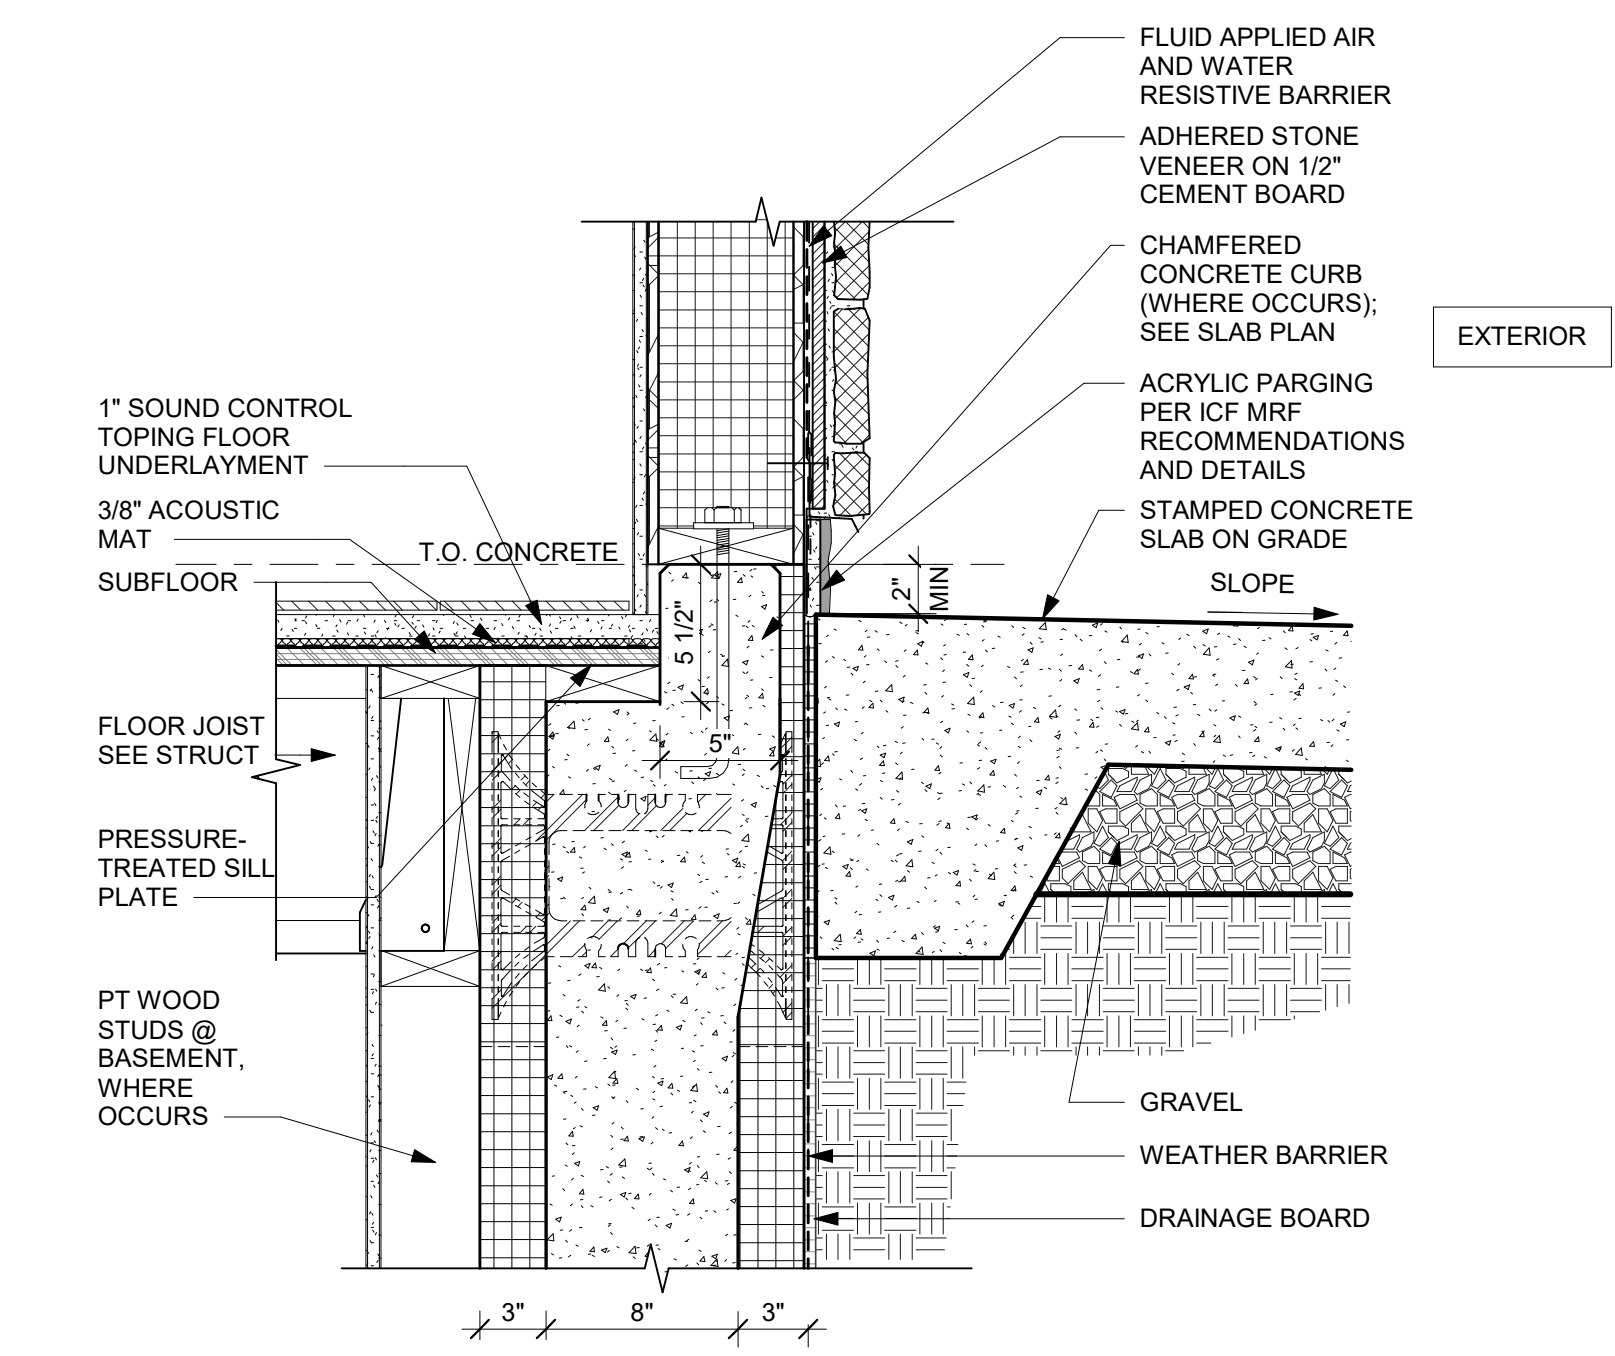 FLUID APPLIED AIR
AND WATER
RESISTIVE BARRIER
ADHERED STONE
VENEER ON 1/2"
CEMENT BOARD
CHAMFERED
CONCRETE CURB
(WHERE OCCURS);
SEE SLAB PLAN
EXTERIOR
ACRYLIC PARGING
PER ICF MRF
RECOMMENDATIONS
AND DETAILS
STAMPED CONCRETE
SLAB ON GRADE
SLOPE
1" SOUND CONTROL
TOPING FLOOR
UNDERLAYMENT
3/8" ACOUSTIC
MAT
T.O. CONCRETE
SUBFLOOR
2"
MIN
5 1/2"
5"
FLOOR JOIST
SEE STRUCT
PRESSURE-
TREATED SILL
PLATE
PT WOOD
STUDS @
BASEMENT,
WHERE
OCCURS
GRAVEL
WEATHER BARRIER
DRAINAGE BOARD
3"
8"
3"